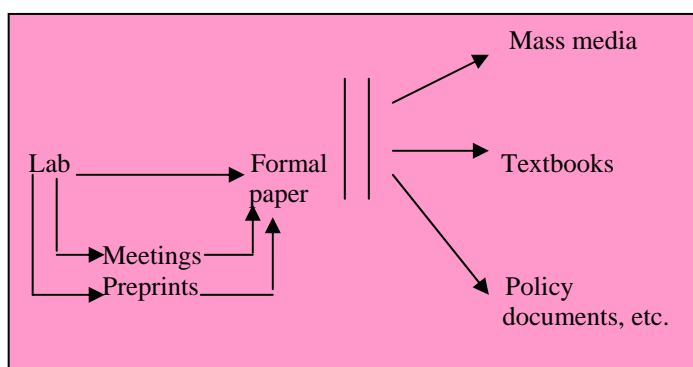 Mass media
Lab
Formal
paper
Textbooks
Meetings
Preprints
Policy
documents, etc.